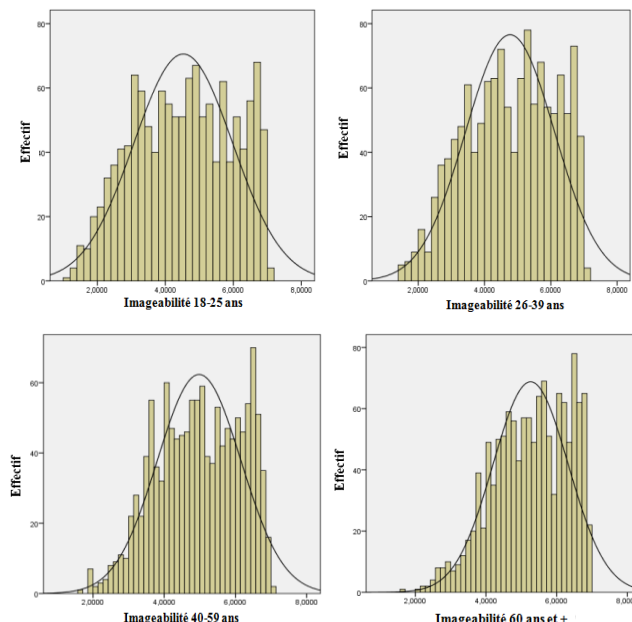 80
60
40
20
0
Effectif
2,0000 4,0000 6,0000 8,0000
Imageabilité 18-25 ans
80
60
40
20
0
Effectif
2,0000 4,0000 6,0000 8,0000
Imageabilité 26-39 ans
60
40
20
0
Effectif
2,0000 4,0000 6,0000 8,0000
Imageabilité 40-59 ans
80
60
40
20
0
Effectif
2,0000 4,0000 6,0000 8,0000
Imageabilité 60 ans et +